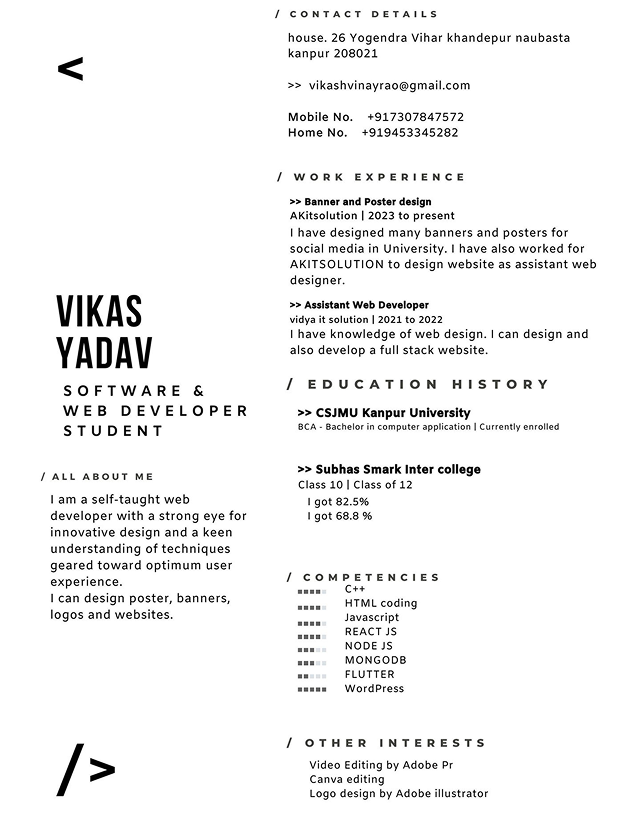 <
VIKAS
YADAV
SOFTWARE &
WEB DEVELOPER
STUDENT
/ ALL ABOUT ME
I am a self-taught web
developer with a strong eye for
innovative design and a keen
understanding of techniques
geared toward optimum user
experience.
I can design poster, banners,
logos and websites.
/>
/ CONTACT DETAILS
house. 26 Yogendra Vihar khandepur naubasta
kanpur 208021
>> vikashvinayrao@gmail.com
Mobile No. +917307847572
Home No. +919453345282
/ WORK EXPERIENCE
>> Banner and Poster design
AKitsolution | 2023 to present
I have designed many banners and posters for
social media in University. I have also worked for
AKITSOLUTION to design website as assistant web
designer.
>> Assistant Web Developer
vidya it solution | 2021 to 2022
I have knowledge of web design. I can design and
also develop a full stack website.
/ EDUCATION HISTORY
>> CSJMU Kanpur University
BCA - Bachelor in computer application | Currently enrolled
>> Subhas Smark Inter college
Class 10 | Class of 12
I got 82.5%
I got 68.8 %
/ COMPETENCIES
C++
HTML coding
Javascript
REACT JS
NODE JS
MONGODB
FLUTTER
WordPress
/ OTHER INTERESTS
Video Editing by Adobe Pr
Canva editing
Logo design by Adobe illustrator